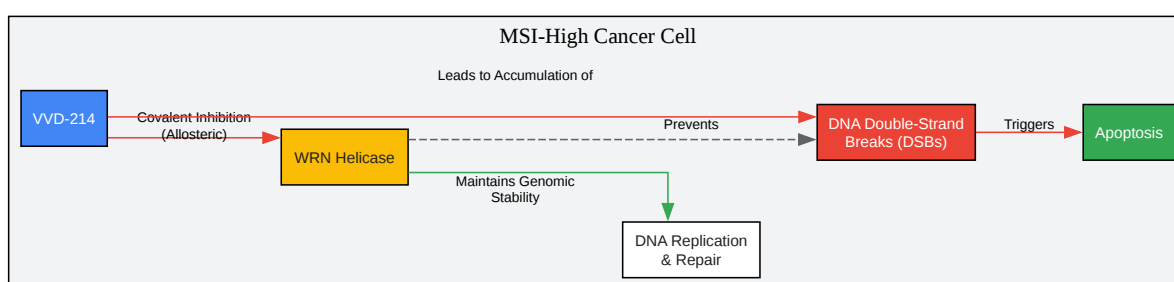 MSI-High Cancer Cell
Leads to Accumulation of
VVD-214
Covalent Inhibition
(Allosteric)
WRN Helicase
Prevents
DNA Double-Strand
Breaks (DSBs)
Triggers
Apoptosis
Maintains Genomic
Stability
DNA Replication
& Repair